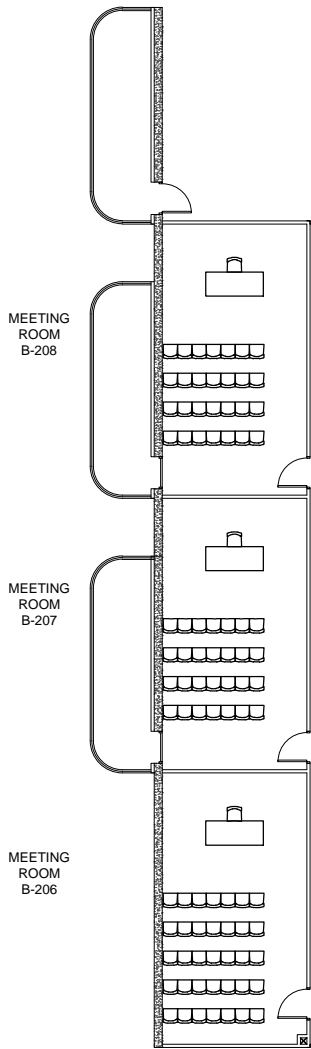 MEETING
ROOM
B-208
MEETING
ROOM
B-207
MEETING
ROOM
B-206